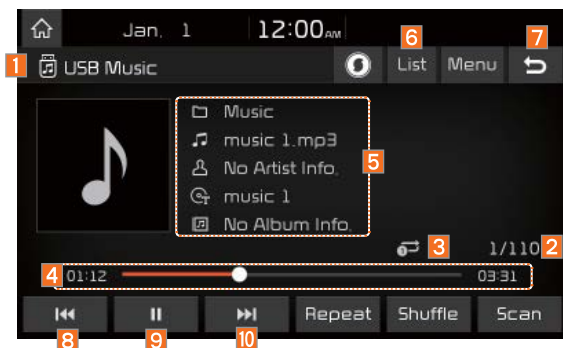 Jan. 1 12:00 AM
6 7
1 USB Music List Menu
Music
music 1.mp3
No Artist Info. 5
music 1
No Album Info.
3 1/110 2
4 01:12 03:31
Repeat Shuffle Scan
8 9 10